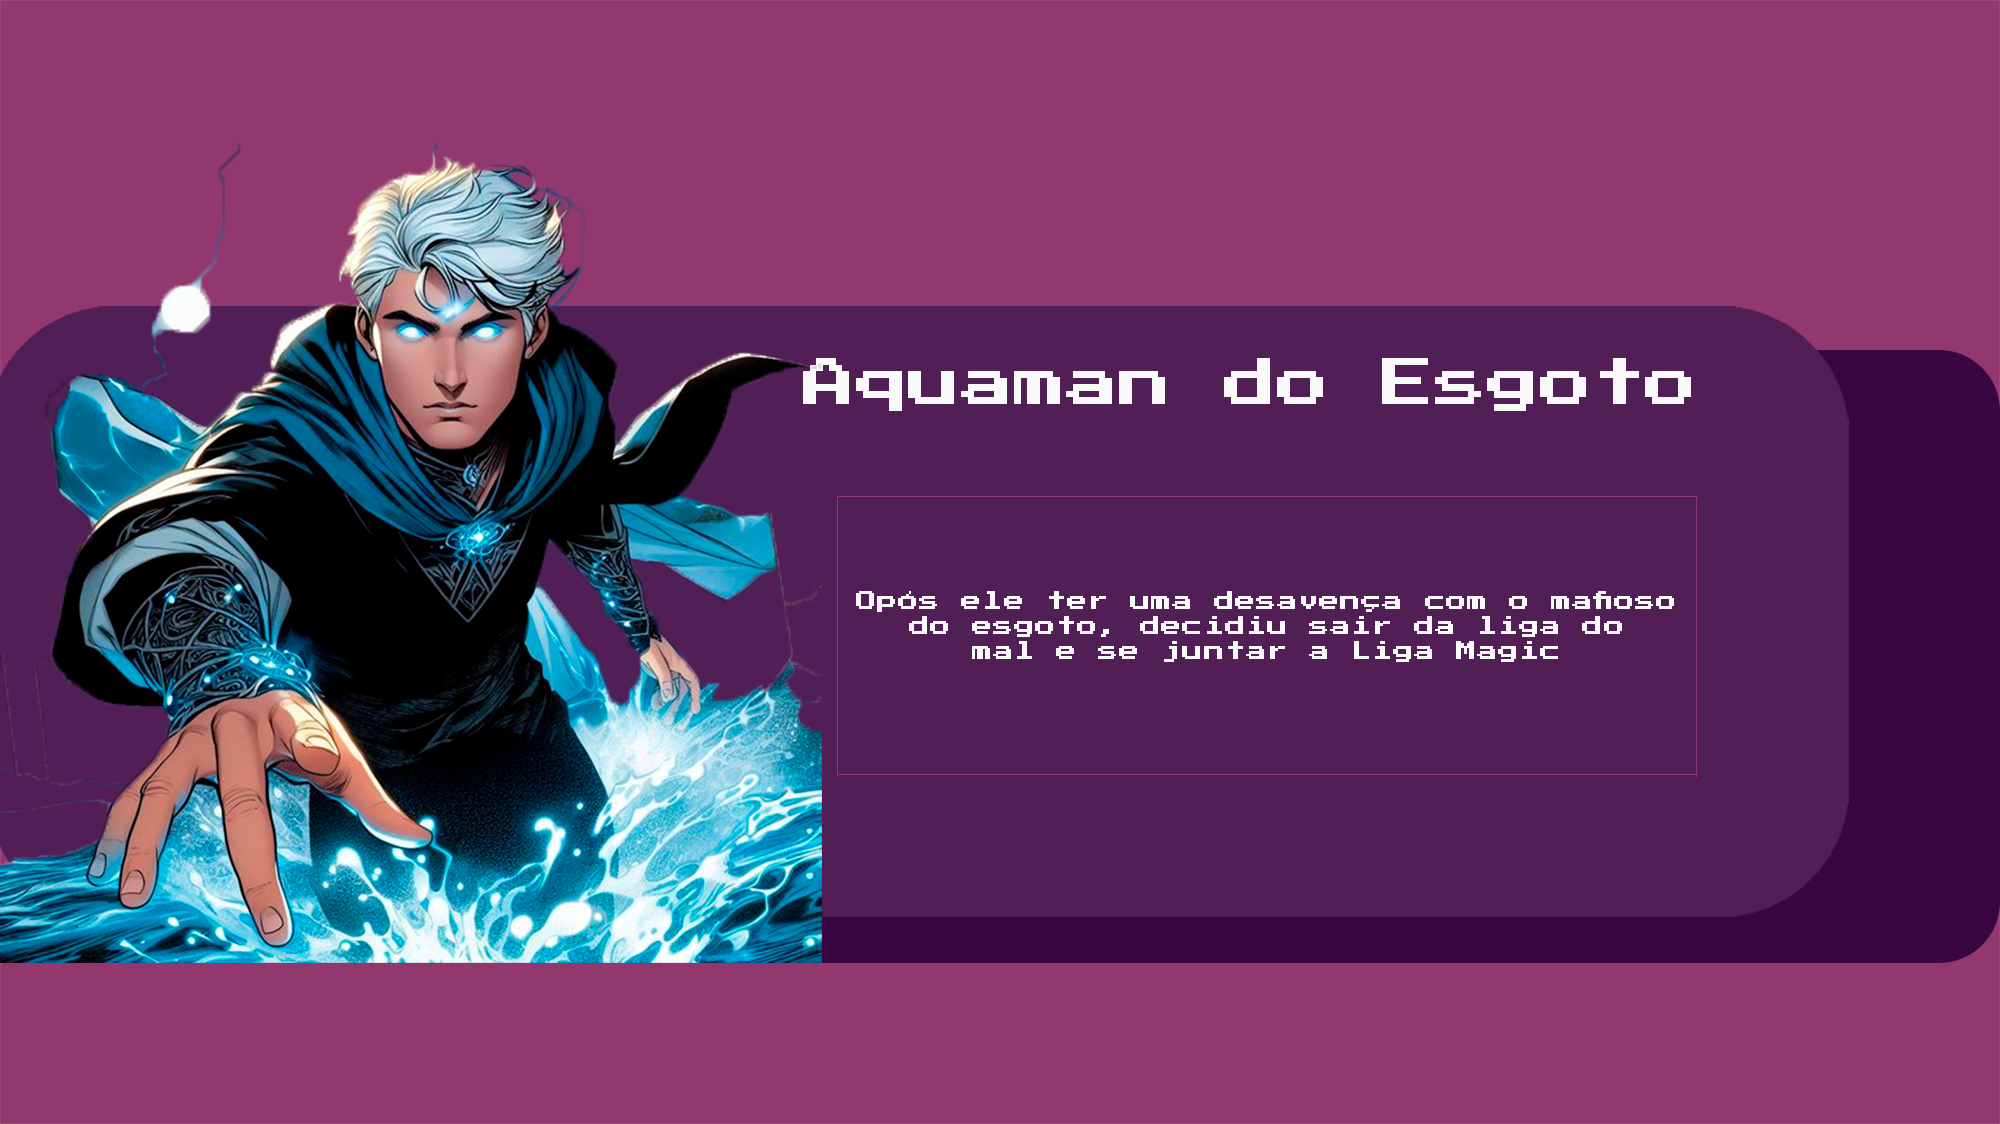 Aquaman do Esgoto
Opós ele ter uma desavença com o mafioso
do esgoto, decidiu sair da liga do
mal e se juntar a Liga Magic